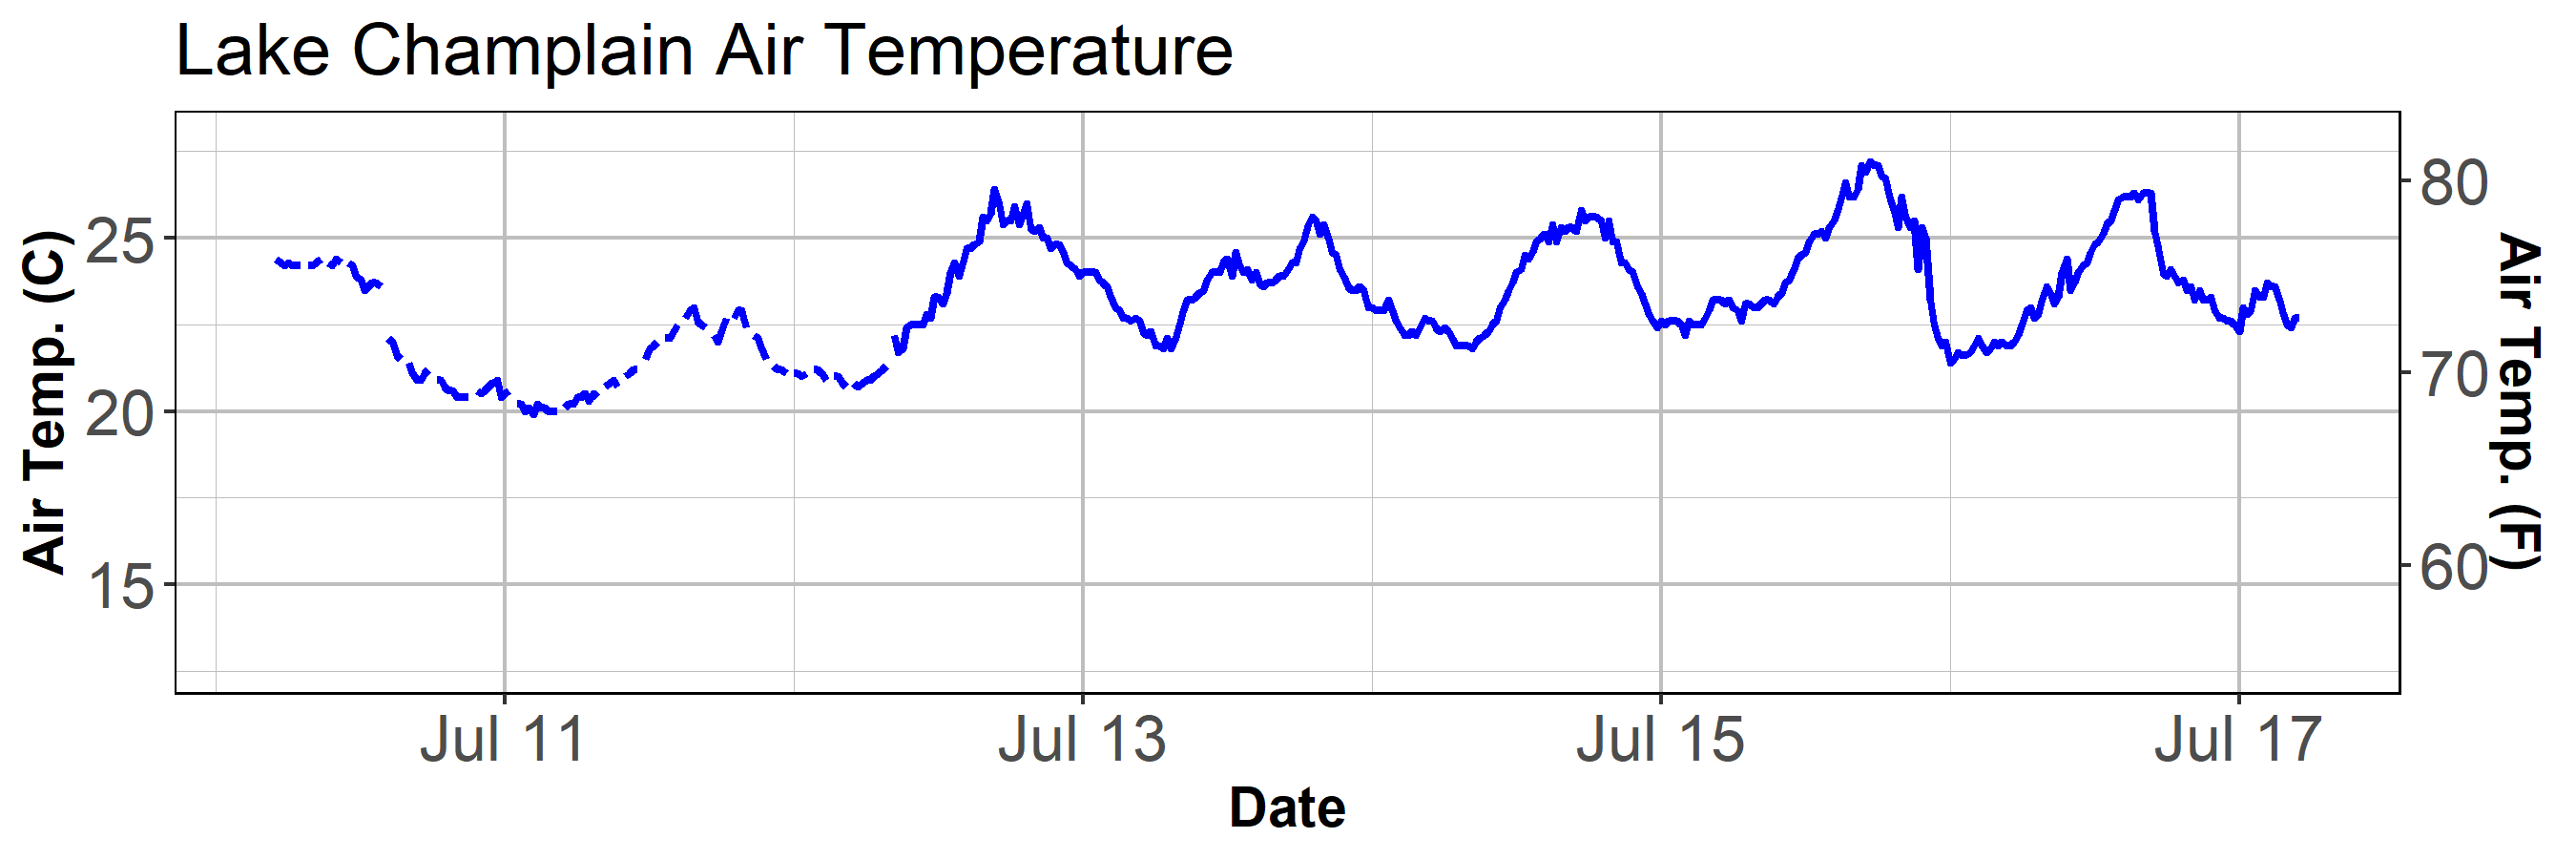 Lake Champlain Air Temperature
Air Temp. (C)
25
20
15
80
70
60
Air Temp. (F)
Jul 11 Jul 13 Jul 15 Jul 17
Date